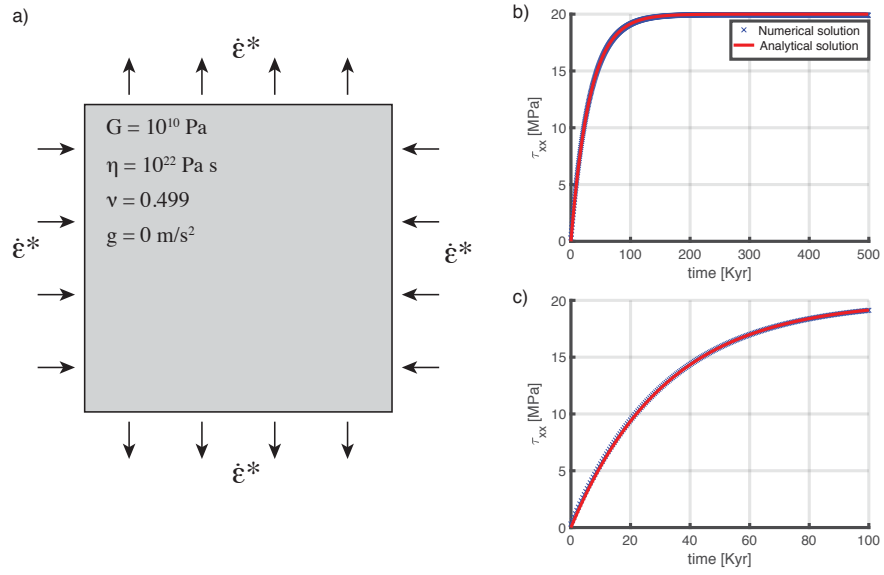 a)
ε̇*
G = 10¹⁰ Pa
η = 10²² Pa s
ν = 0.499
g = 0 m/s²
ε̇*
ε̇*
ε̇*
b)
20
15
10
5
0
τxx [MPa]
× Numerical solution
Analytical solution
0 100 200 300 400 500
time [Kyr]
c)
20
15
10
5
0
τxx [MPa]
0 20 40 60 80 100
time [Kyr]